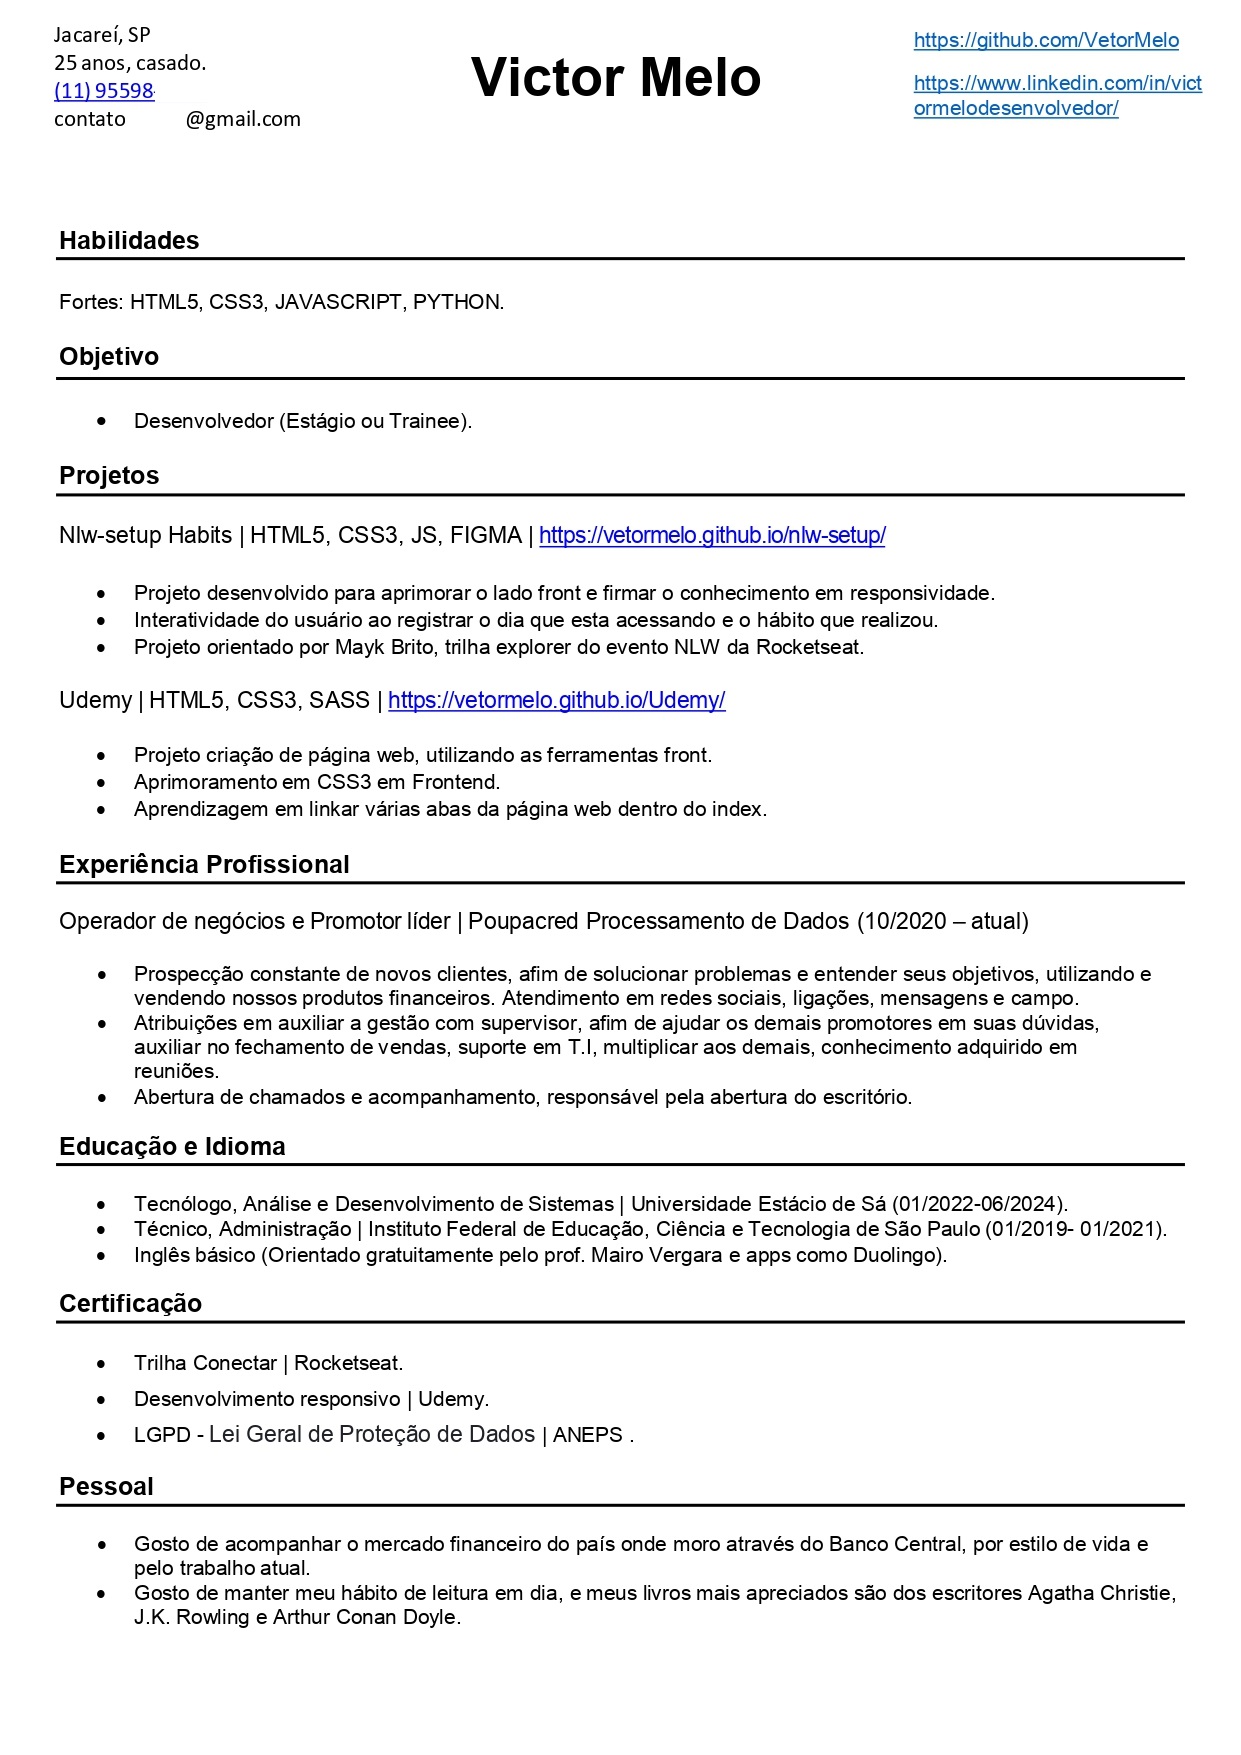 Jacareí, SP
25 anos, casado.
(11) 95598
contato @gmail.com
Victor Melo
https://github.com/VetorMelo
https://www.linkedin.com/in/vict
ormelodesenvolvedor/
Habilidades
Fortes: HTML5, CSS3, JAVASCRIPT, PYTHON.
Objetivo
• Desenvolvedor (Estágio ou Trainee).
Projetos
Nlw-setup Habits | HTML5, CSS3, JS, FIGMA | https://vetormelo.github.io/nlw-setup/
• Projeto desenvolvido para aprimorar o lado front e firmar o conhecimento em responsividade.
• Interatividade do usuário ao registrar o dia que esta acessando e o hábito que realizou.
• Projeto orientado por Mayk Brito, trilha explorer do evento NLW da Rocketseat.
Udemy | HTML5, CSS3, SASS | https://vetormelo.github.io/Udemy/
• Projeto criação de página web, utilizando as ferramentas front.
• Aprimoramento em CSS3 em Frontend.
• Aprendizagem em linkar várias abas da página web dentro do index.
Experiência Profissional
Operador de negócios e Promotor líder | Poupacred Processamento de Dados (10/2020 – atual)
• Prospecção constante de novos clientes, afim de solucionar problemas e entender seus objetivos, utilizando e
vendendo nossos produtos financeiros. Atendimento em redes sociais, ligações, mensagens e campo.
• Atribuições em auxiliar a gestão com supervisor, afim de ajudar os demais promotores em suas dúvidas,
auxiliar no fechamento de vendas, suporte em T.I, multiplicar aos demais, conhecimento adquirido em
reuniões.
• Abertura de chamados e acompanhamento, responsável pela abertura do escritório.
Educação e Idioma
• Tecnólogo, Análise e Desenvolvimento de Sistemas | Universidade Estácio de Sá (01/2022-06/2024).
• Técnico, Administração | Instituto Federal de Educação, Ciência e Tecnologia de São Paulo (01/2019- 01/2021).
• Inglês básico (Orientado gratuitamente pelo prof. Mairo Vergara e apps como Duolingo).
Certificação
• Trilha Conectar | Rocketseat.
• Desenvolvimento responsivo | Udemy.
• LGPD - Lei Geral de Proteção de Dados | ANEPS .
Pessoal
• Gosto de acompanhar o mercado financeiro do país onde moro através do Banco Central, por estilo de vida e
pelo trabalho atual.
• Gosto de manter meu hábito de leitura em dia, e meus livros mais apreciados são dos escritores Agatha Christie,
J.K. Rowling e Arthur Conan Doyle.